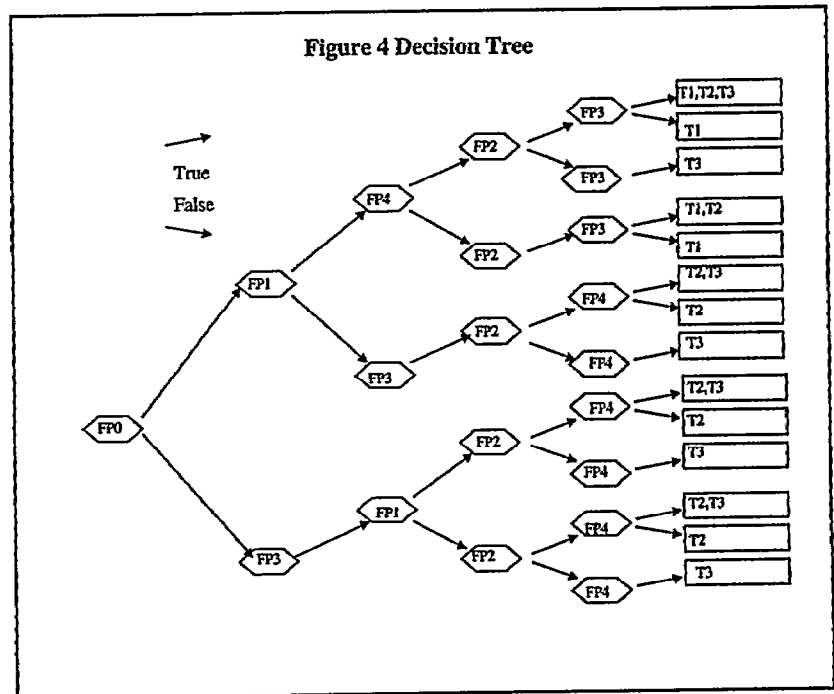 Figure 4 Decision Tree
T1,T2,T3
FP3
T1
FP2
T3
FP3
True
FP4
False
T1,T2
FP3
T1
FP2
FP1
T2,T3
FP4
T2
FP2
T3
FP4
FP3
T2,T3
FP4
FP0
T2
FP2
T3
FP4
FP1
T2,T3
FP4
T2
FP3
FP2
T3
FP4